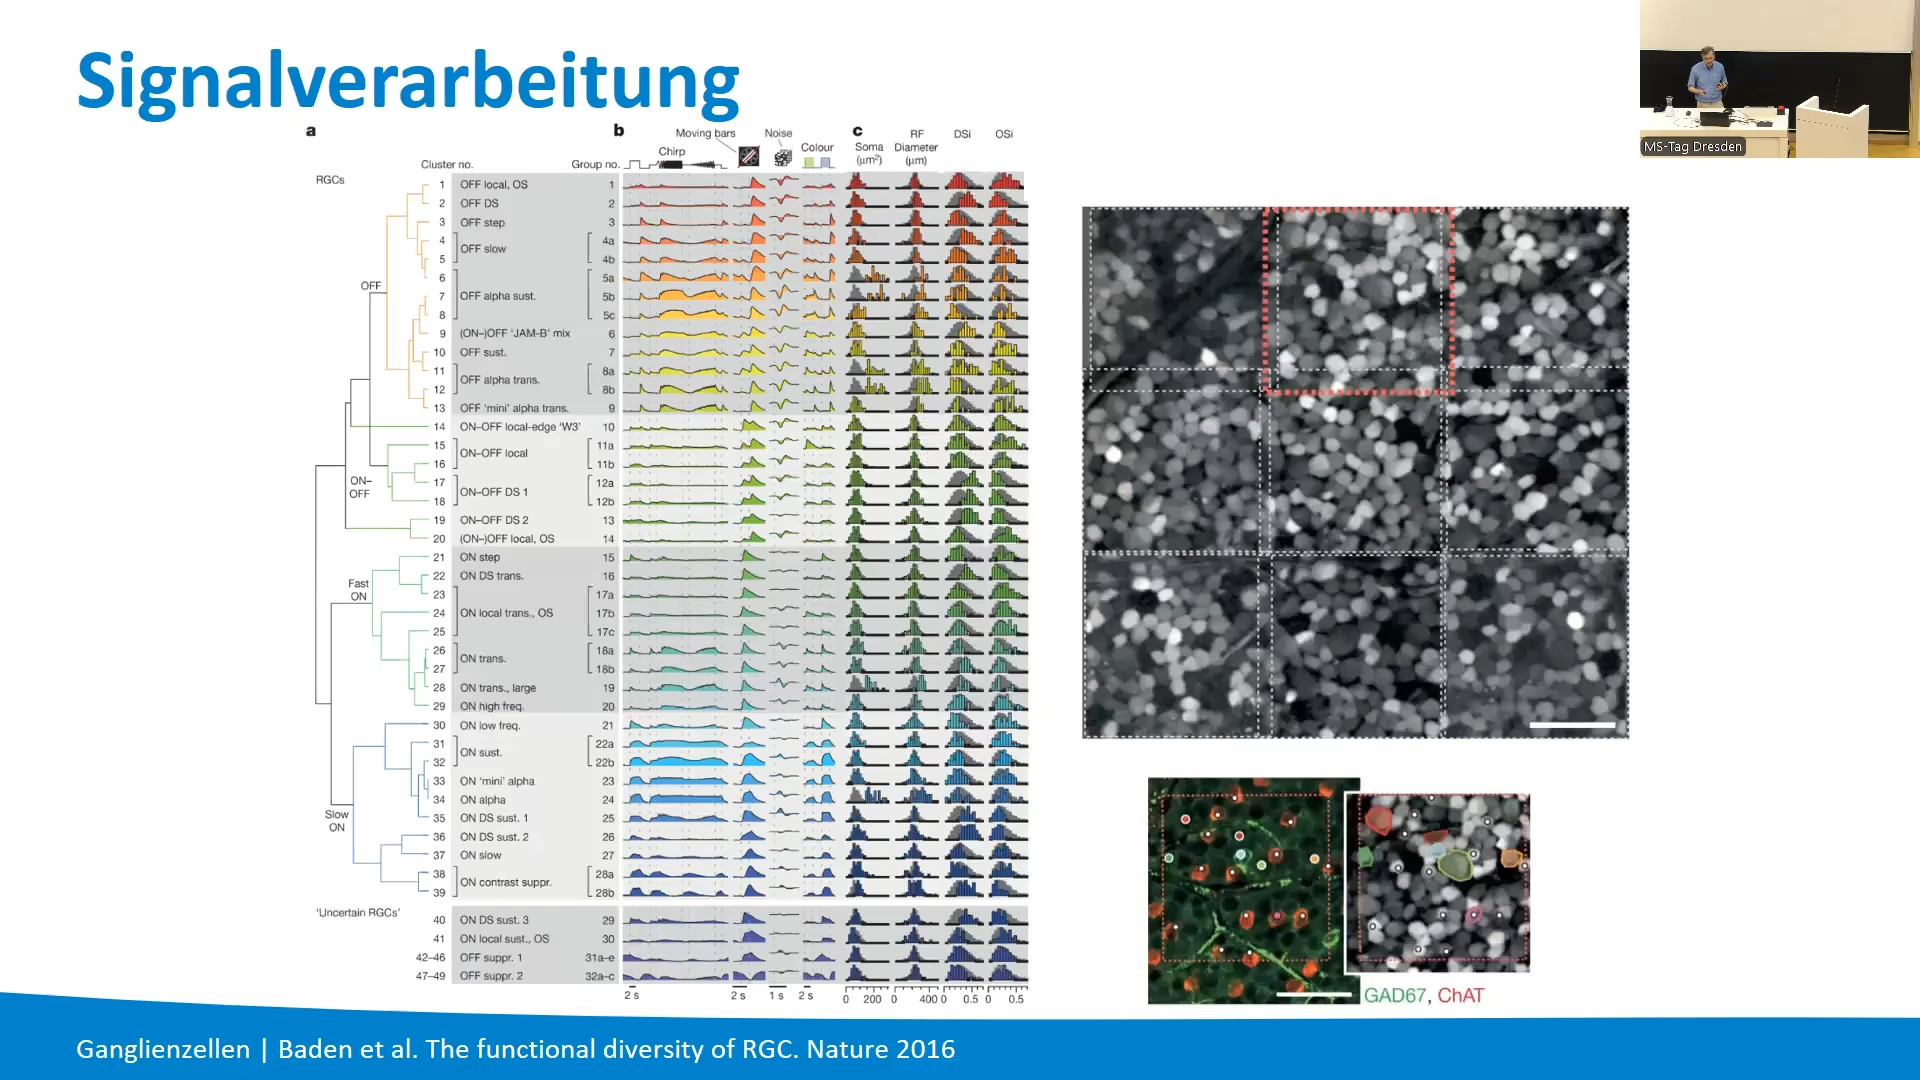 Signalverarbeitung
MS-Tag Dresden
a
b
c
Moving bars
Noise
Chirp
Colour
Soma
(μm²)
RF
Diameter
(μm)
DSi
OSi
Cluster no.
Group no.
RGCs
OFF
ON–
OFF
Fast
ON
Slow
ON
1 OFF local, OS 1
2 OFF DS 2
3 OFF step 3
4 OFF slow 4a
5 4b
6 OFF alpha sust. 5a
7 5b
8 5c
9 (ON–)OFF ‘JAM-B’ mix 6
10 OFF sust. 7
11 OFF alpha trans. 8a
12 8b
13 OFF ‘mini’ alpha trans. 9
14 ON–OFF local-edge ‘W3’ 10
15 ON–OFF local 11a
16 11b
17 ON–OFF DS 1 12a
18 12b
19 ON–OFF DS 2 13
20 (ON–)OFF local, OS 14
21 ON step 15
22 ON DS trans. 16
23 ON local trans., OS 17a
24 17b
25 17c
26 ON trans. 18a
27 18b
28 ON trans., large 19
29 ON high freq. 20
30 ON low freq. 21
31 ON sust. 22a
32 22b
33 ON ‘mini’ alpha 23
34 ON alpha 24
35 ON DS sust. 1 25
36 ON DS sust. 2 26
37 ON slow 27
38 ON contrast suppr. 28a
39 28b
‘Uncertain RGCs’
40 ON DS sust. 3 29
41 ON local sust., OS 30
42–46 OFF suppr. 1 31a–e
47–49 OFF suppr. 2 32a–c
2 s 2 s 1 s 2 s
0 200 0 400 0 0.5 0 0.5
GAD67, ChAT
Ganglienzellen | Baden et al. The functional diversity of RGC. Nature 2016